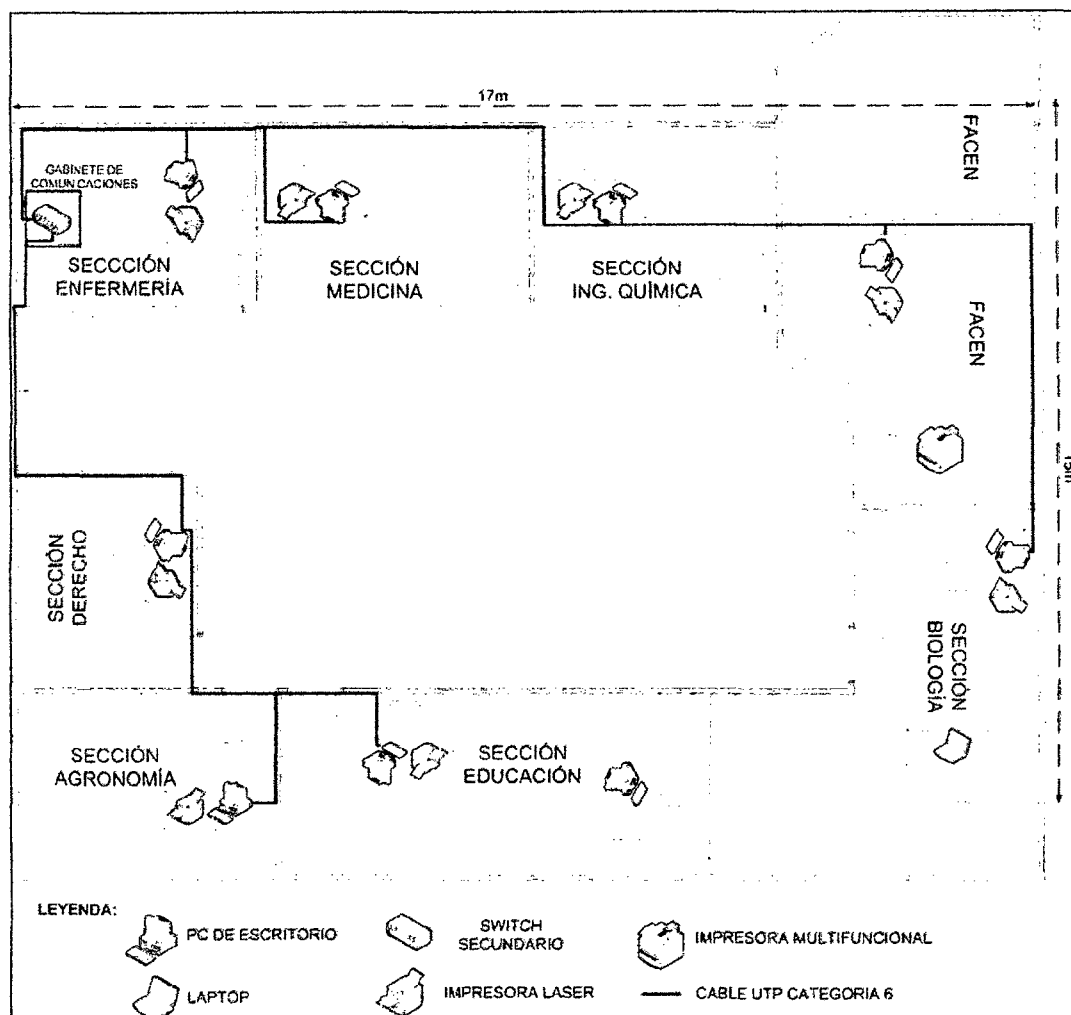 17m
FACEN
GABINETE DE
COMUNICACIONES
SECCCIÓN
ENFERMERÍA
SECCIÓN
MEDICINA
SECCIÓN
ING. QUÍMICA
FACEN
15m
SECCIÓN
DERECHO
SECCIÓN
BIOLOGÍA
SECCIÓN
AGRONOMÍA
SECCIÓN
EDUCACIÓN
LEYENDA:
PC DE ESCRITORIO
SWITCH
SECUNDARIO
IMPRESORA MULTIFUNCIONAL
LAPTOP
IMPRESORA LASER
CABLE UTP CATEGORIA 6